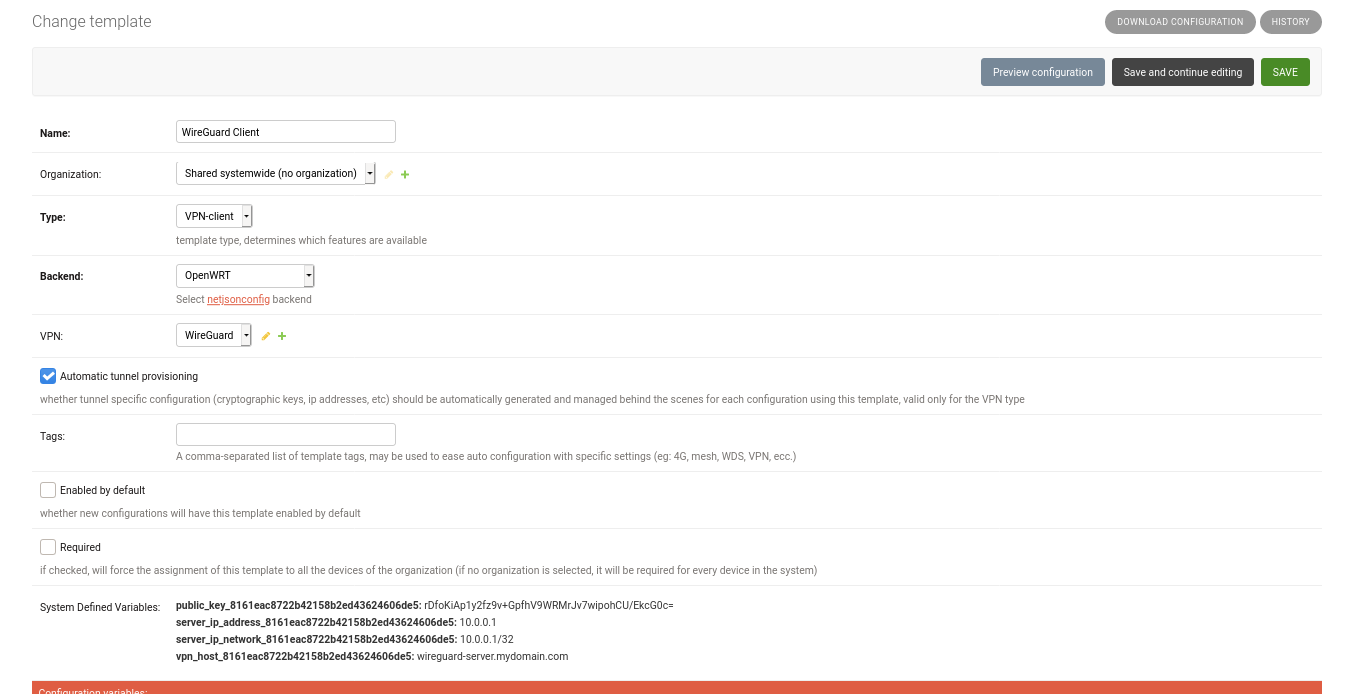 Change template
DOWNLOAD CONFIGURATION HISTORY
Preview configuration Save and continue editing SAVE
Name: WireGuard Client
Organization: Shared systemwide (no organization)
Type: VPN-client
template type, determines which features are available
Backend: OpenWRT
Select netjsonconfig backend
VPN: WireGuard
Automatic tunnel provisioning
whether tunnel specific configuration (cryptographic keys, ip addresses, etc) should be automatically generated and managed behind the scenes for each configuration using this template, valid only for the VPN type
Tags:
A comma-separated list of template tags, may be used to ease auto configuration with specific settings (eg: 4G, mesh, WDS, VPN, ecc.)
Enabled by default
whether new configurations will have this template enabled by default
Required
if checked, will force the assignment of this template to all the devices of the organization (if no organization is selected, it will be required for every device in the system)
System Defined Variables: public_key_8161eac8722b42158b2ed43624606de5: rDfoKiAp1y2fz9v+GpfhV9WRMrJv7wipohCU/EkcG0c=
server_ip_address_8161eac8722b42158b2ed43624606de5: 10.0.0.1
server_ip_network_8161eac8722b42158b2ed43624606de5: 10.0.0.1/32
vpn_host_8161eac8722b42158b2ed43624606de5: wireguard-server.mydomain.com
Configuration variables: